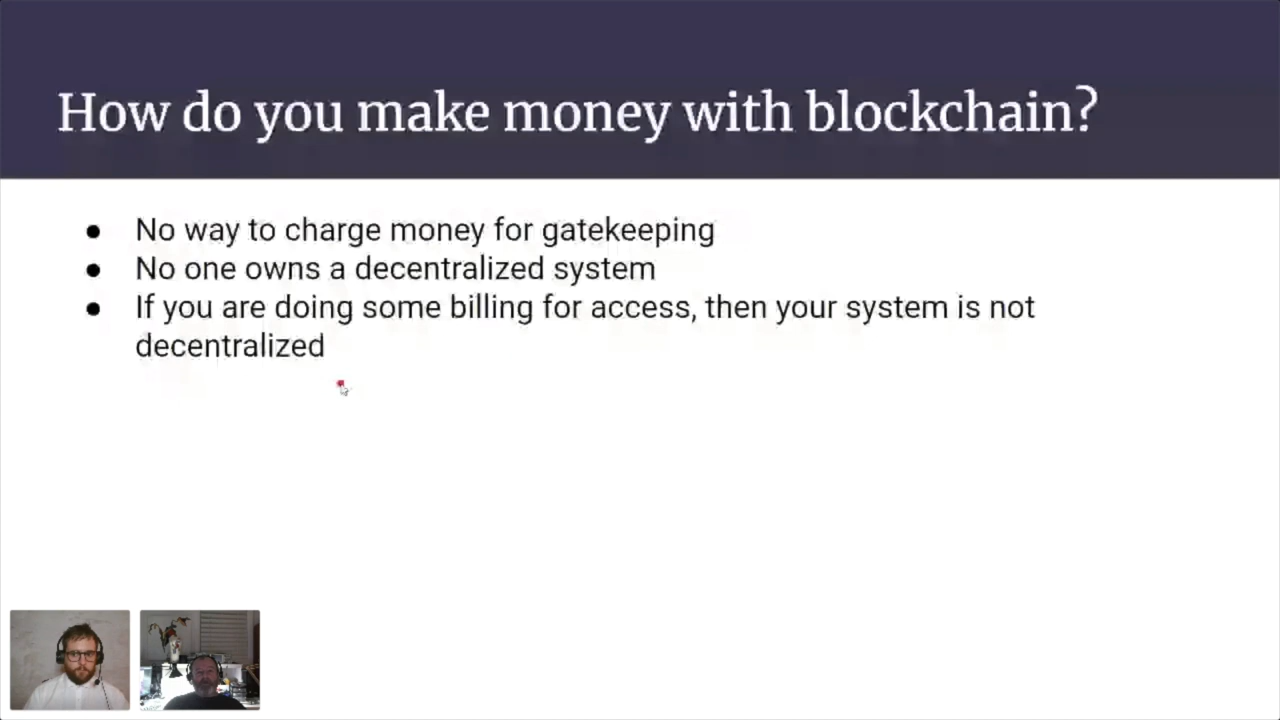 How do you make money with blockchain?
● No way to charge money for gatekeeping
● No one owns a decentralized system
● If you are doing some billing for access, then your system is not
decentralized